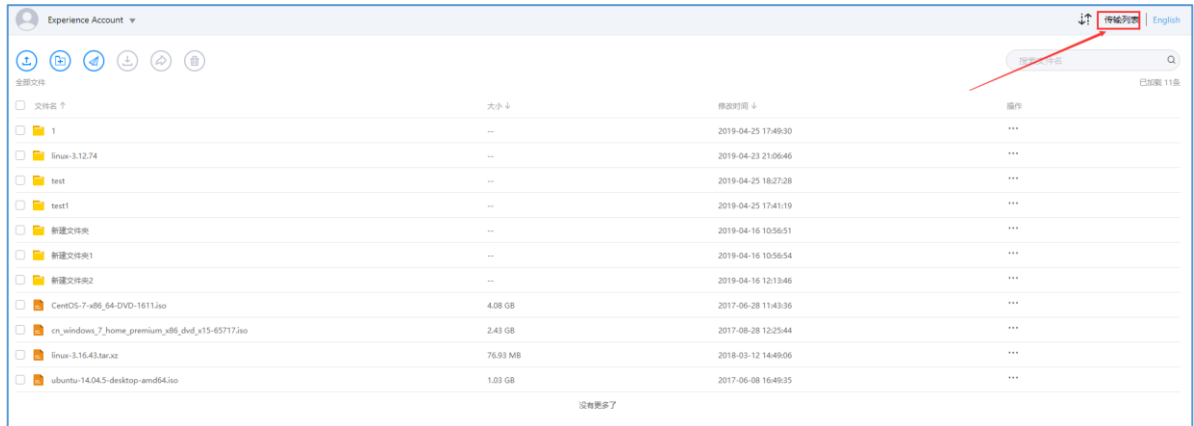 Experience Account
传输列表 English
搜索文件名
全部文件 已加载 11条
文件名 大小 修改时间 操作
1 -- 2019-04-25 17:49:30 ...
linux-3.12.74 -- 2019-04-23 21:06:46 ...
test -- 2019-04-25 18:27:28 ...
test1 -- 2019-04-25 17:41:19 ...
新建文件夹 -- 2019-04-16 10:56:51 ...
新建文件夹1 -- 2019-04-16 10:56:54 ...
新建文件夹2 -- 2019-04-16 12:13:46 ...
CentOS-7-x86_64-DVD-1611.iso 4.08 GB 2017-06-28 11:43:36 ...
cn_windows_7_home_premium_x86_dvd_x15-65717.iso 2.43 GB 2017-08-28 12:25:44 ...
linux-3.16.43.tar.xz 76.93 MB 2018-03-12 14:49:06 ...
ubuntu-14.04.5-desktop-amd64.iso 1.03 GB 2017-06-08 16:49:35 ...
没有更多了